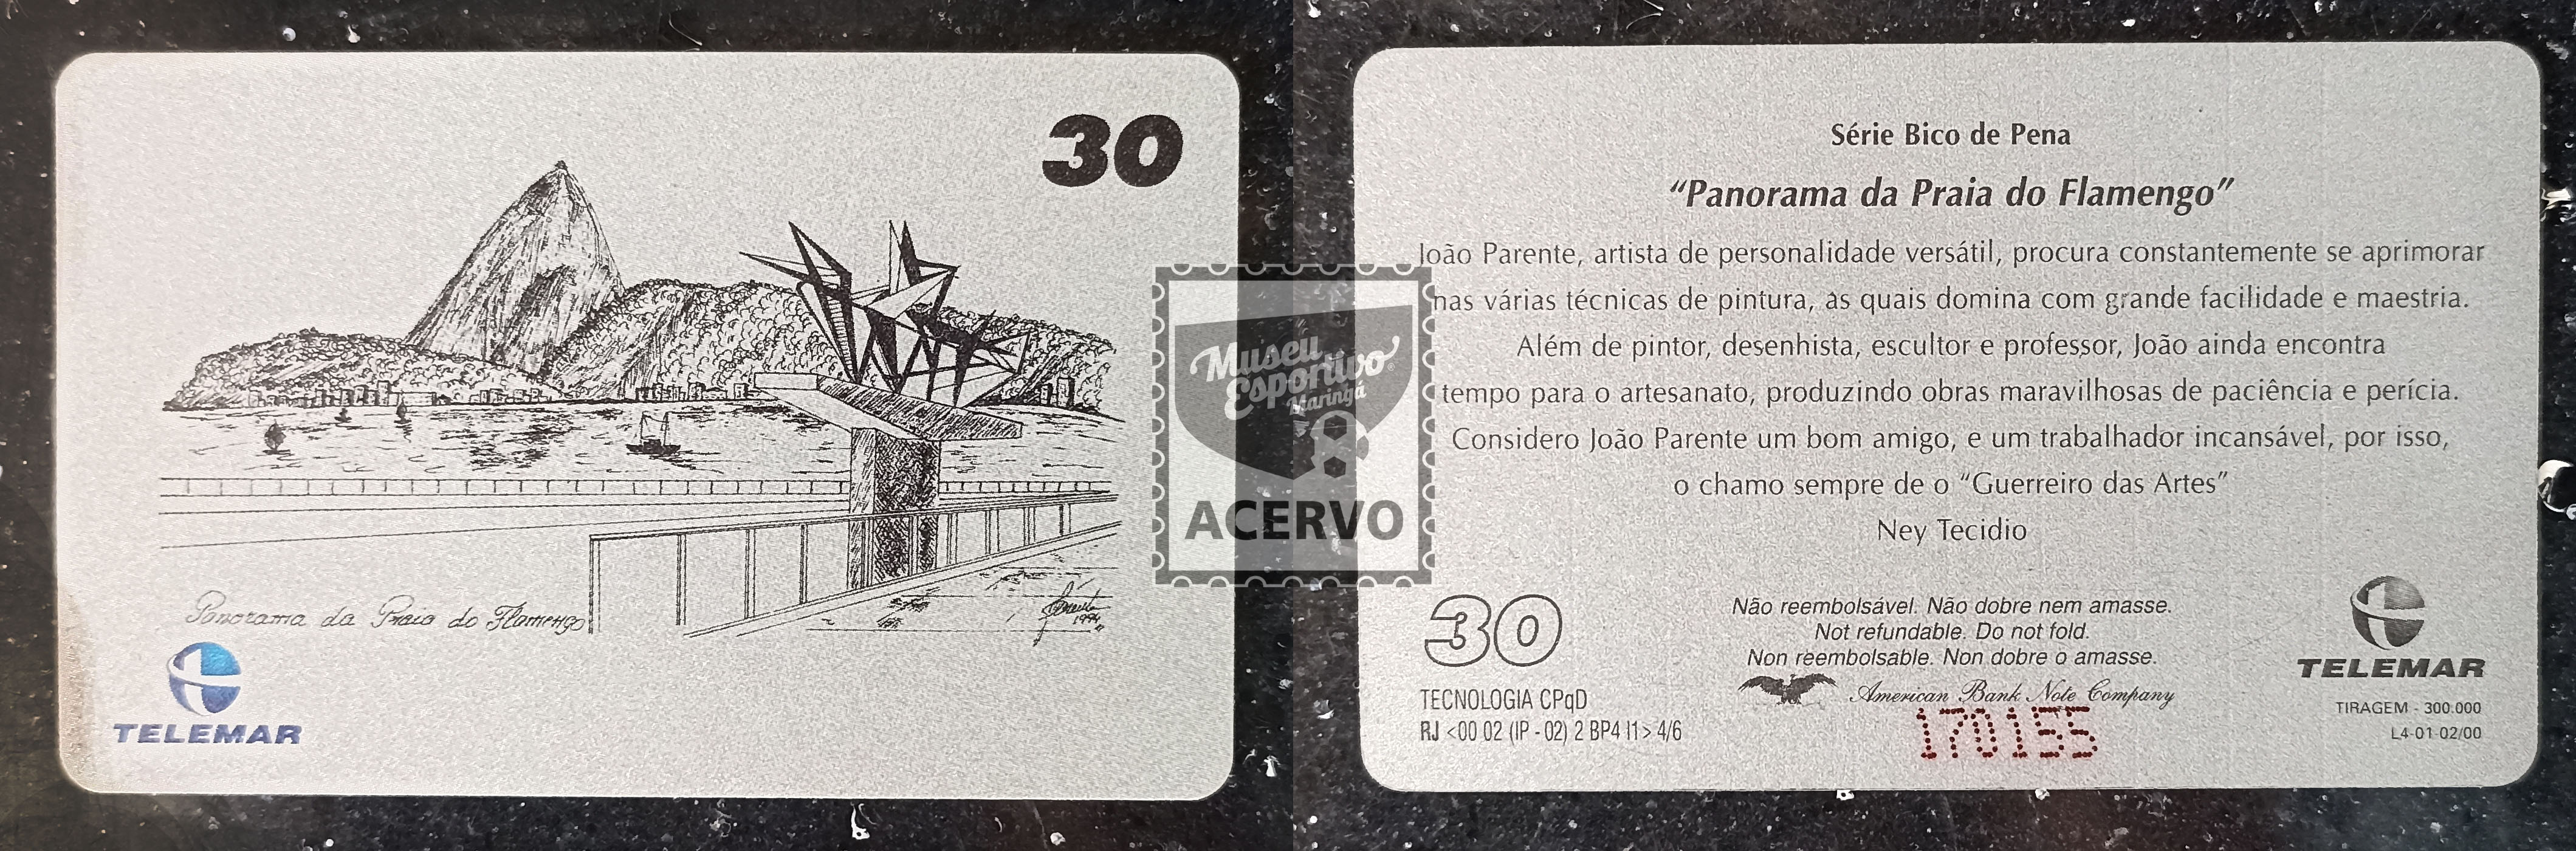 30
Panorama da Praia do Flamengo
1994
TELEMAR
Museu
Esportivo
Maringá
ACERVO
Série Bico de Pena
“Panorama da Praia do Flamengo”
João Parente, artista de personalidade versátil, procura constantemente se aprimorar
nas várias técnicas de pintura, as quais domina com grande facilidade e maestria.
Além de pintor, desenhista, escultor e professor, João ainda encontra
tempo para o artesanato, produzindo obras maravilhosas de paciência e perícia.
Considero João Parente um bom amigo, e um trabalhador incansável, por isso,
o chamo sempre de o “Guerreiro das Artes”
Ney Tecidio
30
Não reembolsável. Não dobre nem amasse.
Not refundable. Do not fold.
Non reembolsable. Non dobre o amasse.
American Bank Note Company
TELEMAR
TECNOLOGIA CPqD
RJ <00 02 (IP - 02) 2 BP4 I1> 4/6
170155
TIRAGEM - 300.000
L4-01-02/00